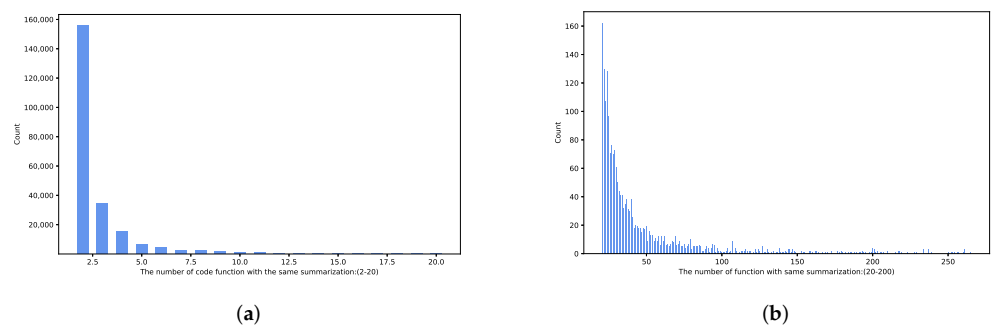 160,000
140,000
120,000
100,000
80,000
60,000
40,000
20,000
Count
2.5 5.0 7.5 10.0 12.5 15.0 17.5 20.0
The number of code function with the same summarization:(2-20)
(a)
160
140
120
100
80
60
40
20
0
Count
50 100 150 200 250
The number of function with same summarization:(20-200)
(b)